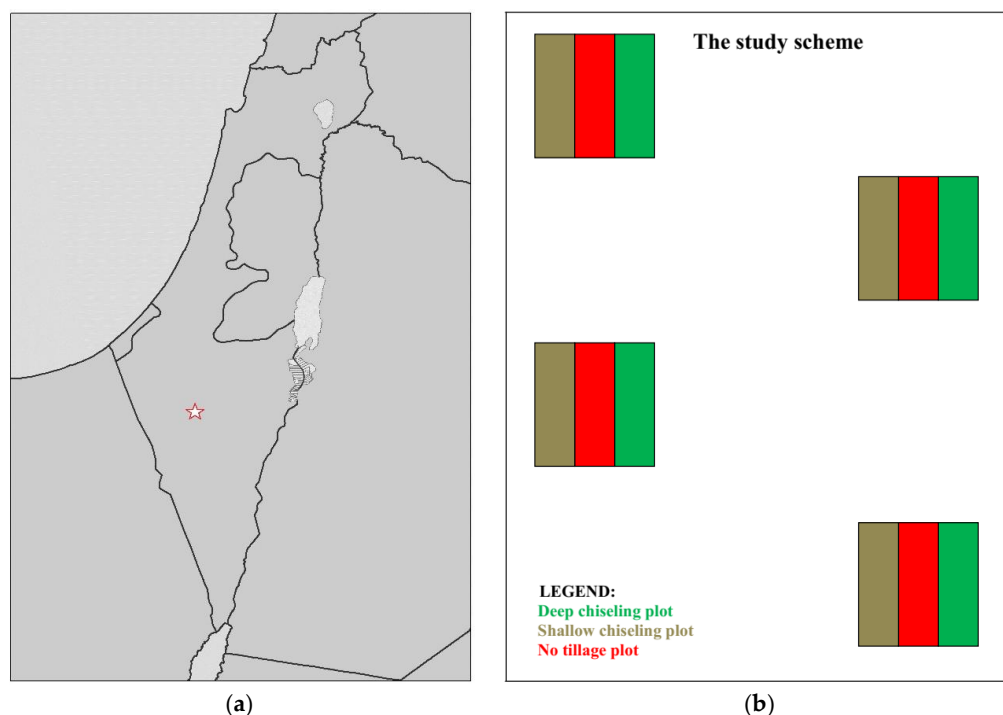 The study scheme
LEGEND:
Deep chiseling plot
Shallow chiseling plot
No tillage plot
(a)
(b)